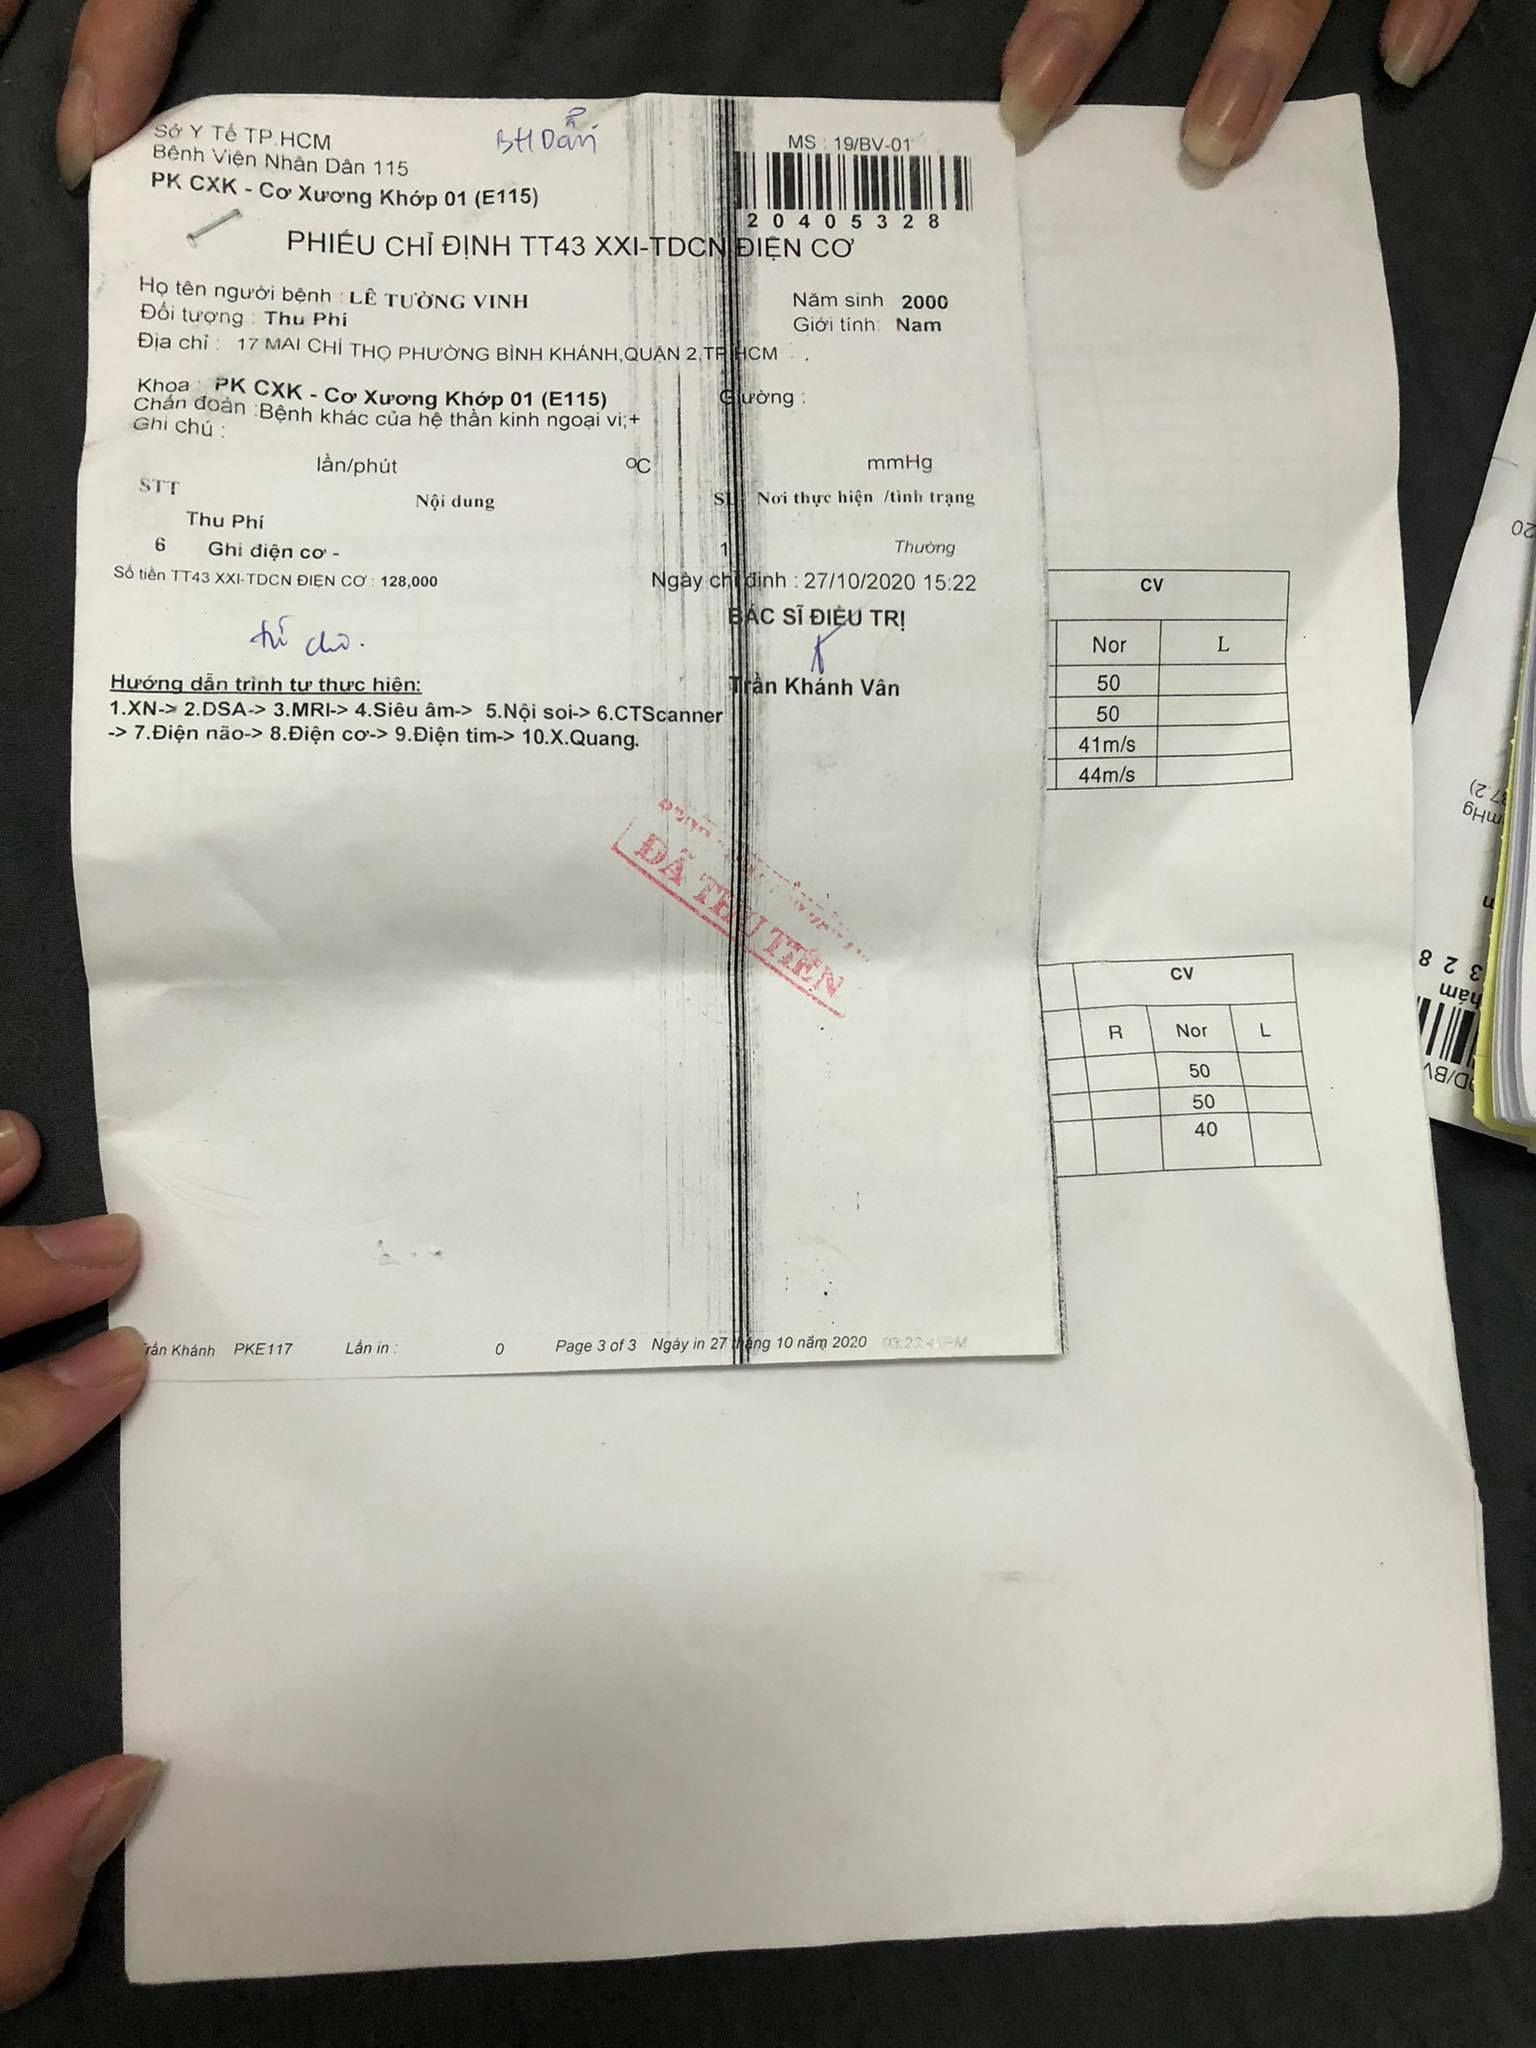 Sở Y Tế TP.HCM
Bệnh Viện Nhân Dân 115
PK CXK - Cơ Xương Khớp 01 (E115)
BH Dẫn
MS : 19/BV-01
20405328
PHIẾU CHỈ ĐỊNH TT43 XXI-TDCN ĐIỆN CƠ
Họ tên người bệnh : LÊ TƯỜNG VINH
Năm sinh 2000
Đối tượng : Thu Phí
Giới tính: Nam
Địa chỉ : 17 MAI CHÍ THỌ PHƯỜNG BÌNH KHÁNH,QUẬN 2,TP.HCM .
Khoa : PK CXK - Cơ Xương Khớp 01 (E115)
Giường :
Chẩn đoán :Bệnh khác của hệ thần kinh ngoại vi;+
Ghi chú :
lần/phút ºC mmHg
STT Nội dung SL Nơi thực hiện /tình trạng
Thu Phí
6 Ghi điện cơ - 1 Thường
Số tiền TT43 XXI-TDCN ĐIỆN CƠ : 128,000
Ngày chỉ định : 27/10/2020 15:22
BÁC SĨ ĐIỀU TRỊ
Trần Khánh Vân
Hướng dẫn trình tự thực hiện:
1.XN-> 2.DSA-> 3.MRI-> 4.Siêu âm-> 5.Nội soi-> 6.CTScanner
-> 7.Điện não-> 8.Điện cơ-> 9.Điện tim-> 10.X.Quang.
ĐÃ THU TIỀN
Trần Khánh PKE117 Lần in : 0 Page 3 of 3 Ngày in 27 tháng 10 năm 2020
CV
Nor L
50
50
41m/s
44m/s
CV
R Nor L
50
50
40
20
37.2)
mmHg
328